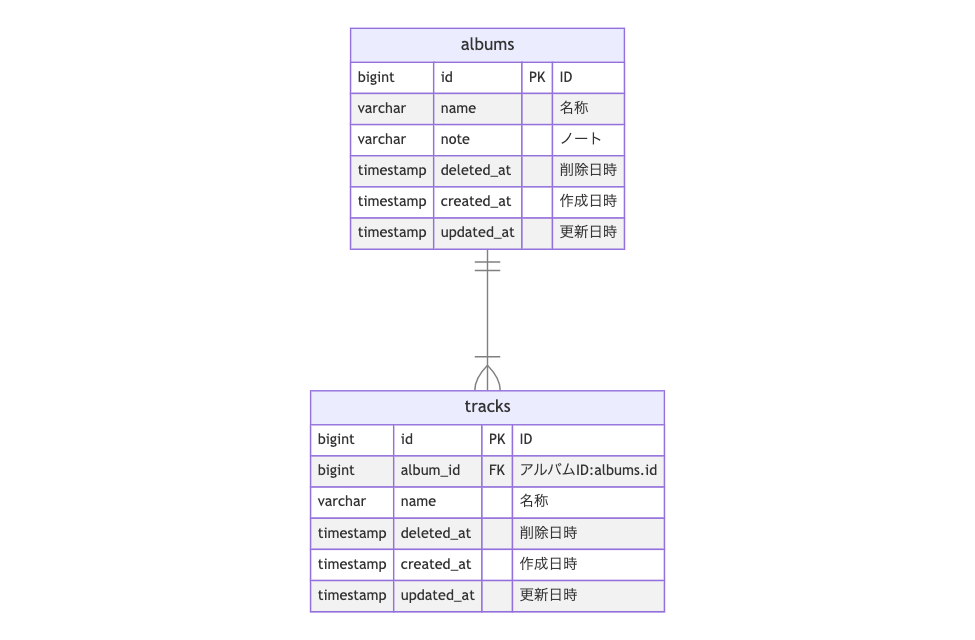 albums
bigint id PK ID
varchar name 名称
varchar note ノート
timestamp deleted_at 削除日時
timestamp created_at 作成日時
timestamp updated_at 更新日時
tracks
bigint id PK ID
bigint album_id FK アルバムID:albums.id
varchar name 名称
timestamp deleted_at 削除日時
timestamp created_at 作成日時
timestamp updated_at 更新日時